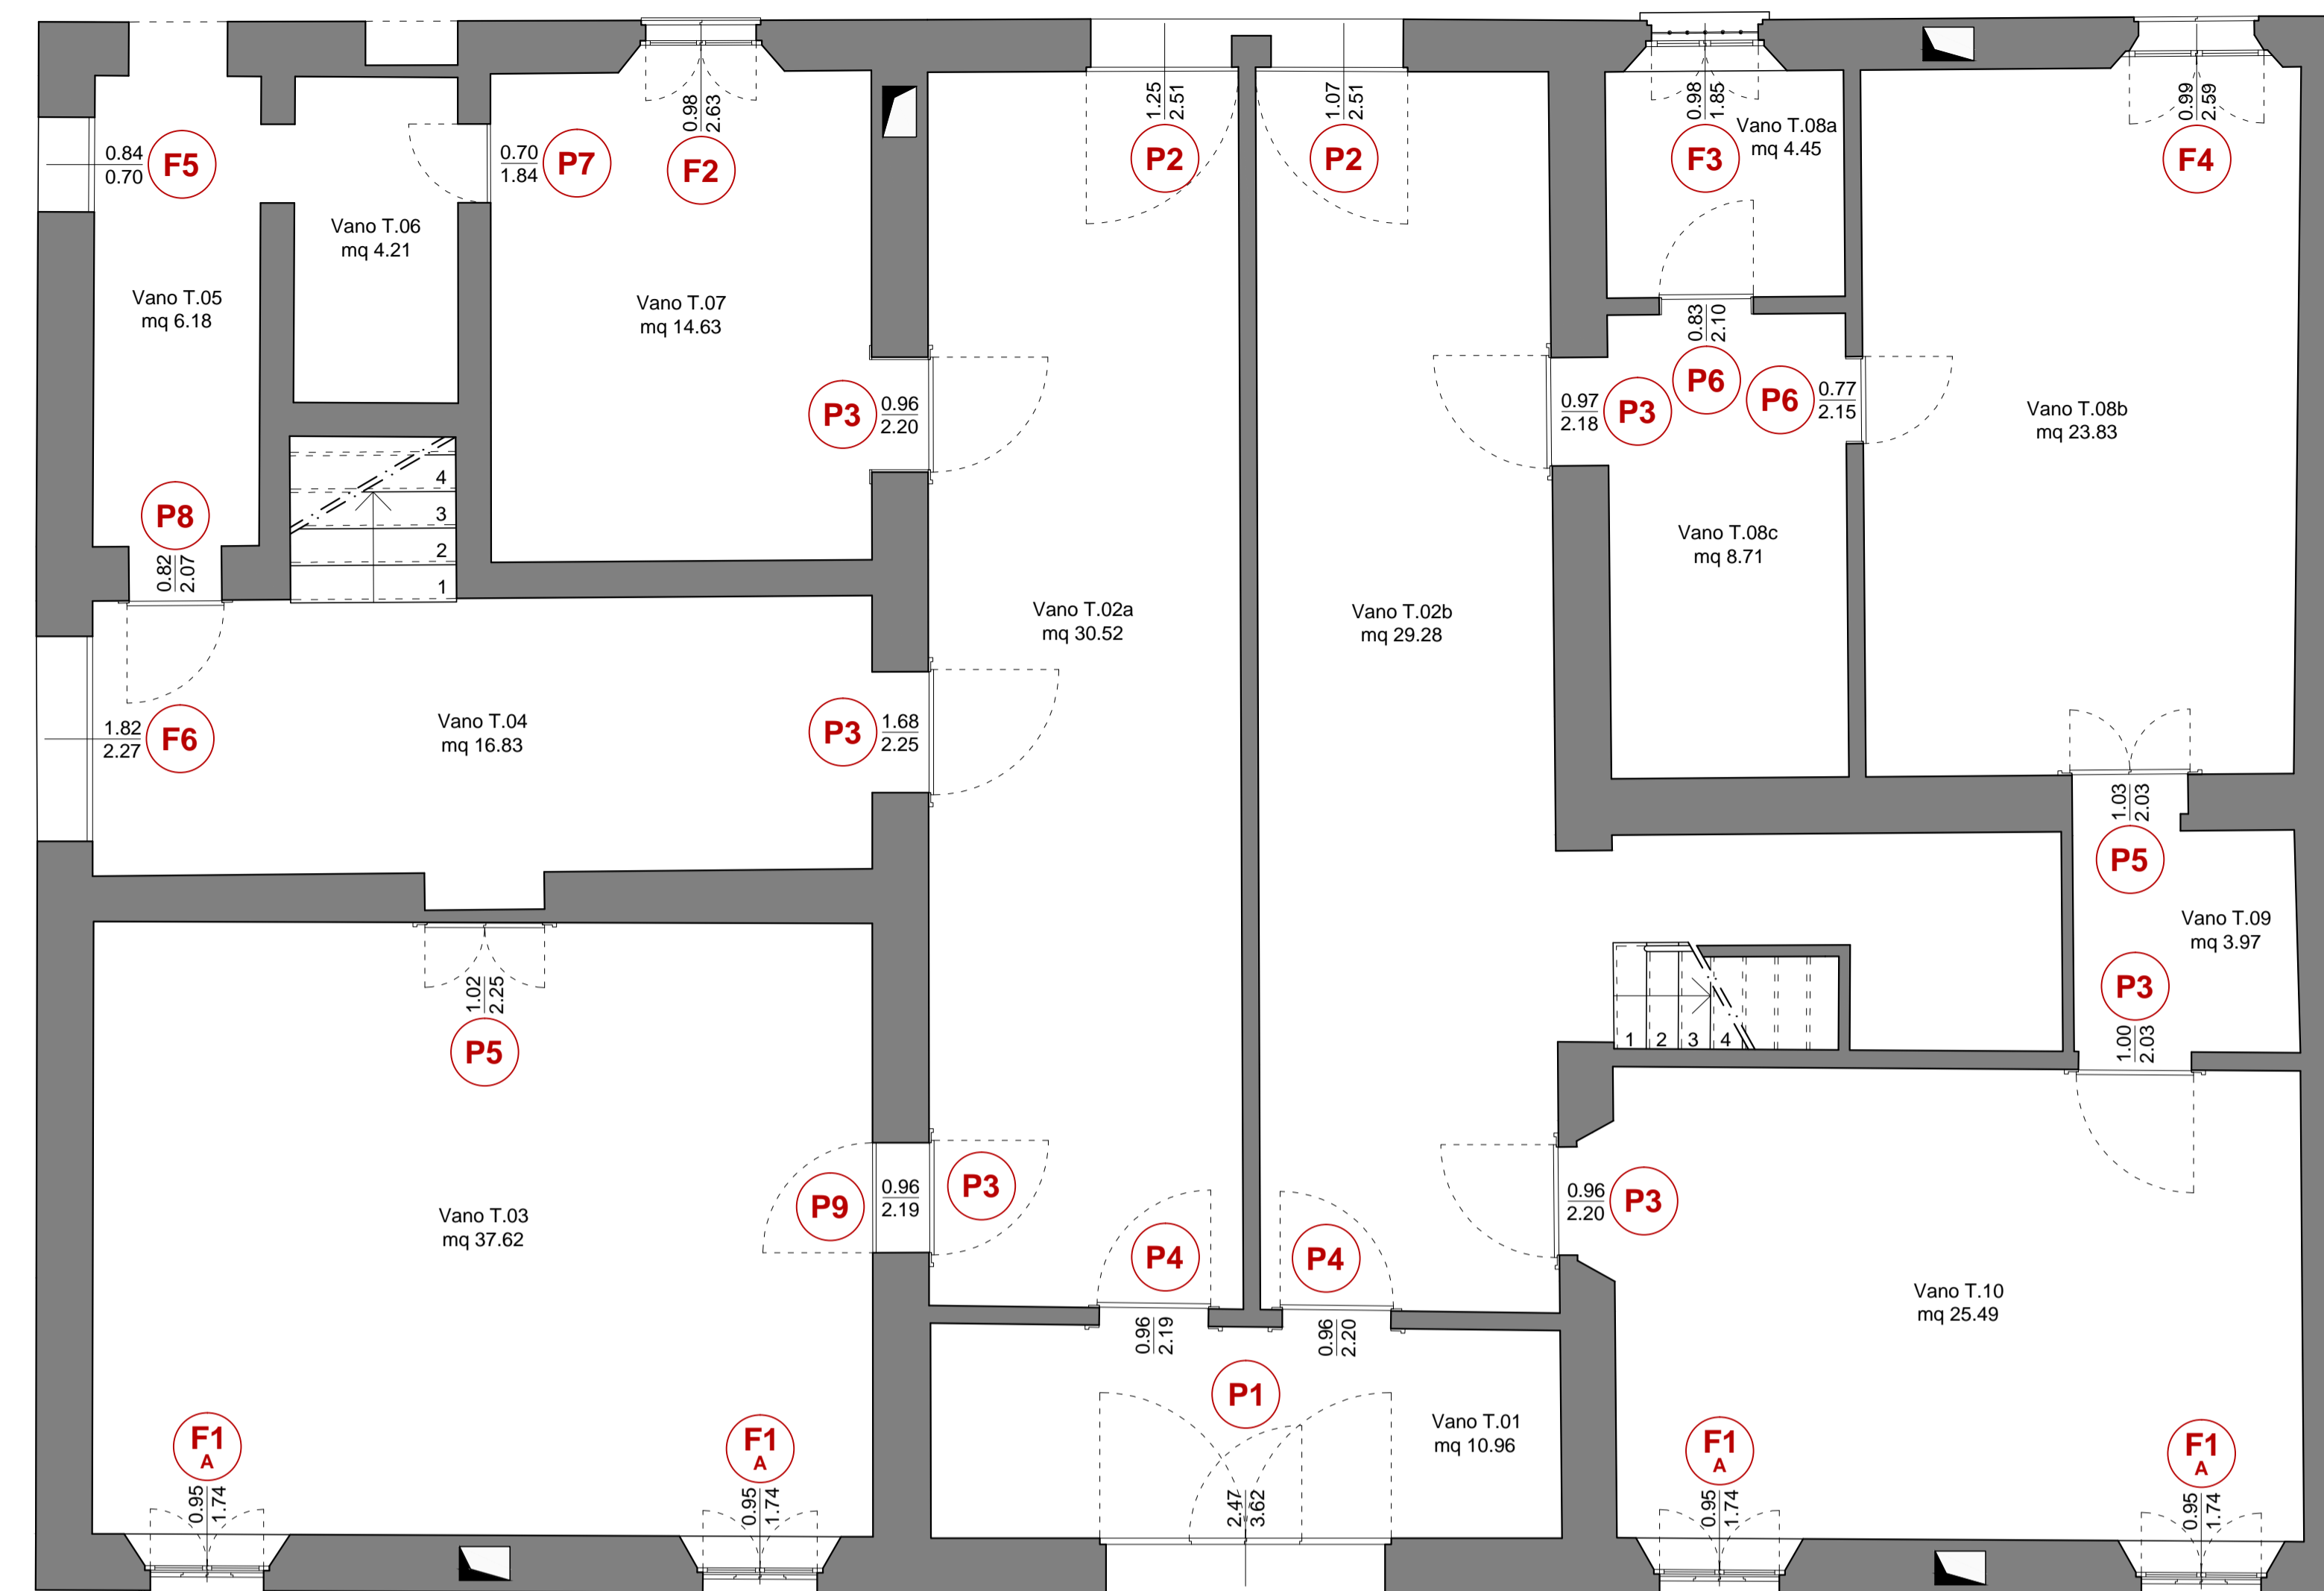 0.84
0.70
F5
Vano T.06
mq 4.21
0.70
1.84
P7
0.98
2.63
F2
1.25
2.51
P2
1.07
2.51
P2
0.98
1.85
F3
Vano T.08a
mq 4.45
0.99
2.59
F4
Vano T.05
mq 6.18
Vano T.07
mq 14.63
0.83
2.10
P6
P6
0.77
2.15
P3
0.96
2.20
0.97
2.18
P3
Vano T.08b
mq 23.83
4
3
2
1
P8
0.82
2.07
Vano T.08c
mq 8.71
Vano T.02a
mq 30.52
Vano T.02b
mq 29.28
1.82
2.27
F6
Vano T.04
mq 16.83
P3
1.68
2.25
1.03
2.03
P5
Vano T.09
mq 3.97
1.02
2.25
P5
1 2 3 4
P3
1.00
2.03
Vano T.03
mq 37.62
P9
0.96
2.19
P3
0.96
2.20
P3
P4
0.96
2.19
P4
0.96
2.20
Vano T.10
mq 25.49
P1
2.47
3.62
Vano T.01
mq 10.96
F1
A
0.95
1.74
F1
A
0.95
1.74
F1
A
0.95
1.74
F1
A
0.95
1.74